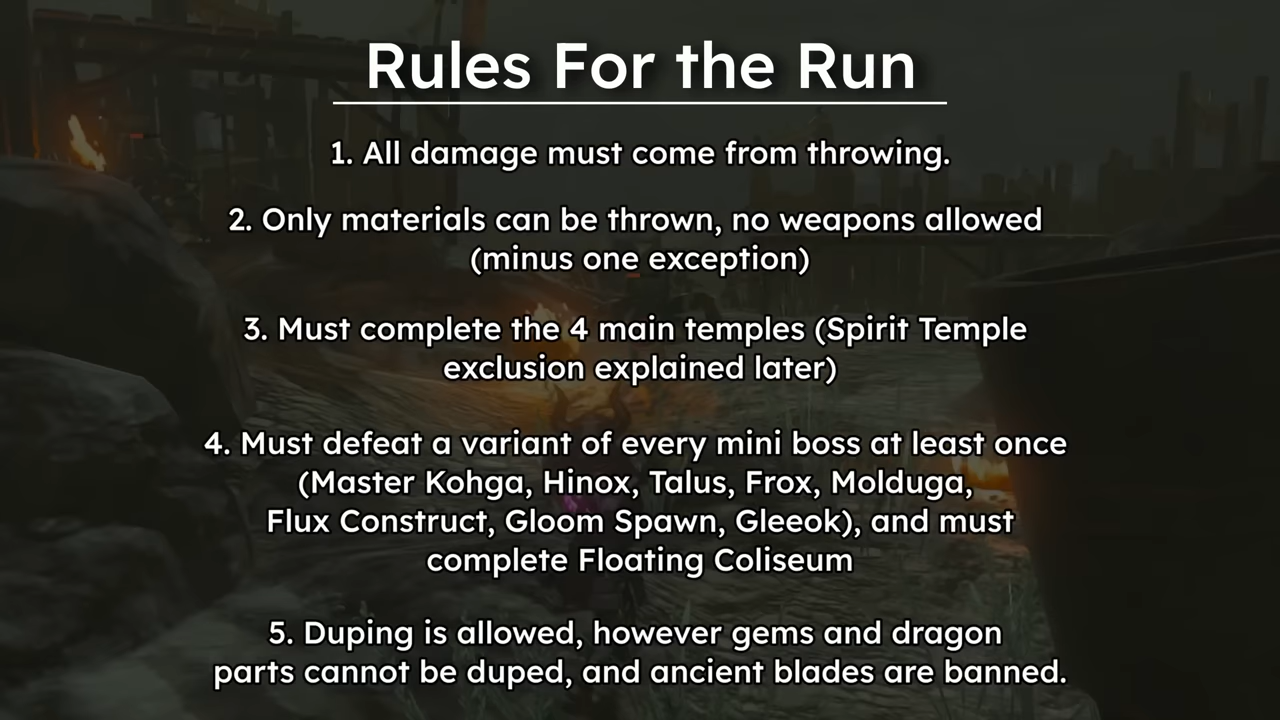 Rules For the Run
1. All damage must come from throwing.
2. Only materials can be thrown, no weapons allowed
(minus one exception)
3. Must complete the 4 main temples (Spirit Temple
exclusion explained later)
4. Must defeat a variant of every mini boss at least once
(Master Kohga, Hinox, Talus, Frox, Molduga,
Flux Construct, Gloom Spawn, Gleeok), and must
complete Floating Coliseum
5. Duping is allowed, however gems and dragon
parts cannot be duped, and ancient blades are banned.